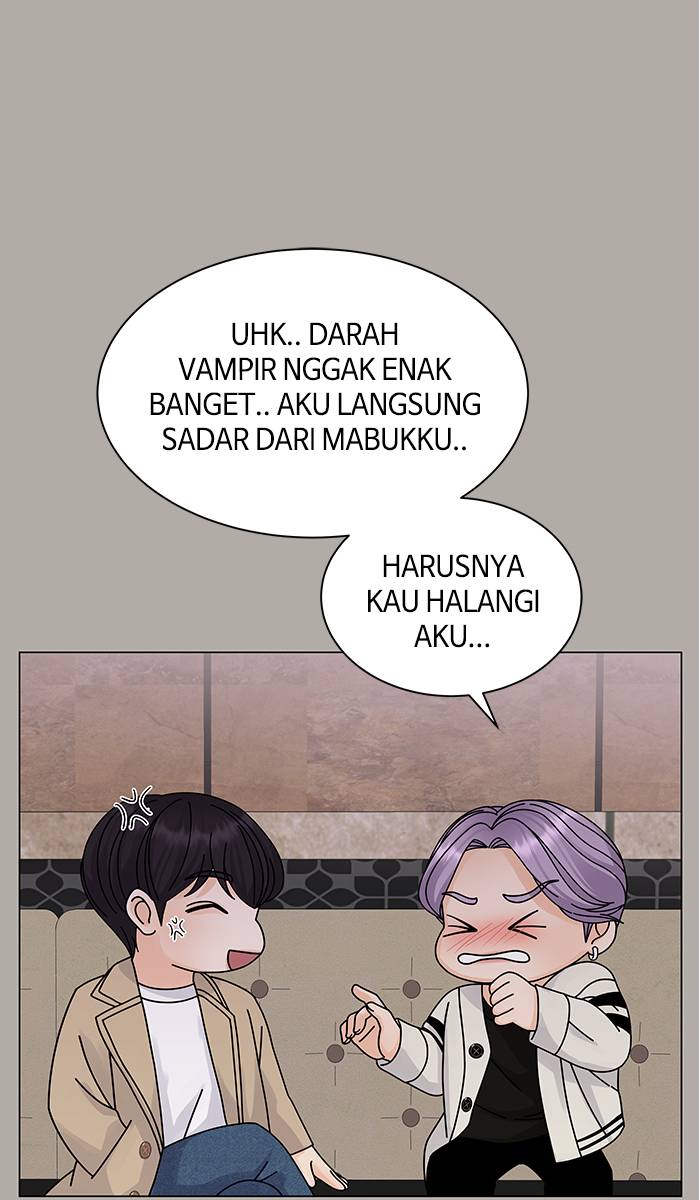 UHK.. DARAH
VAMPIR NGGAK ENAK
BANGET.. AKU LANGSUNG
SADAR DARI MABUKKU..
HARUSNYA
KAU HALANGI
AKU...